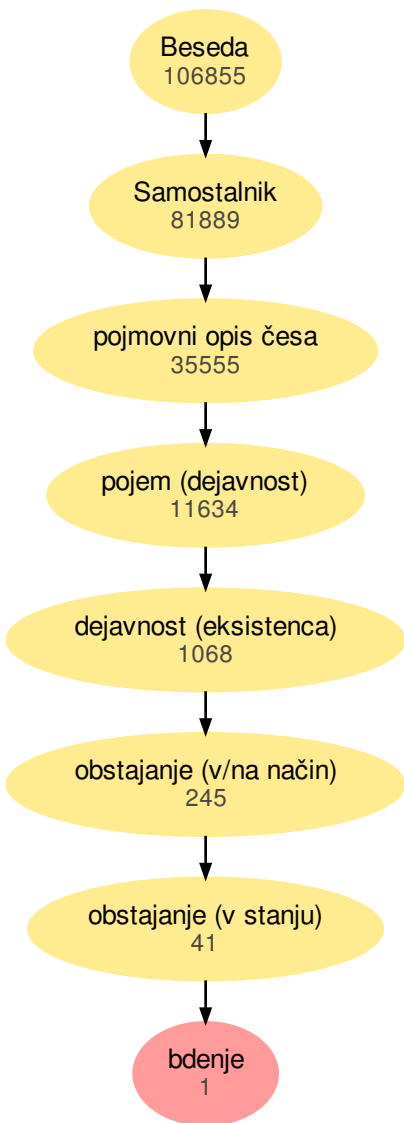 Beseda
106855
Samostalnik
81889
pojmovni opis česa
35555
pojem (dejavnost)
11634
dejavnost (eksistenca)
1068
obstajanje (v/na način)
245
obstajanje (v stanju)
41
bdenje
1